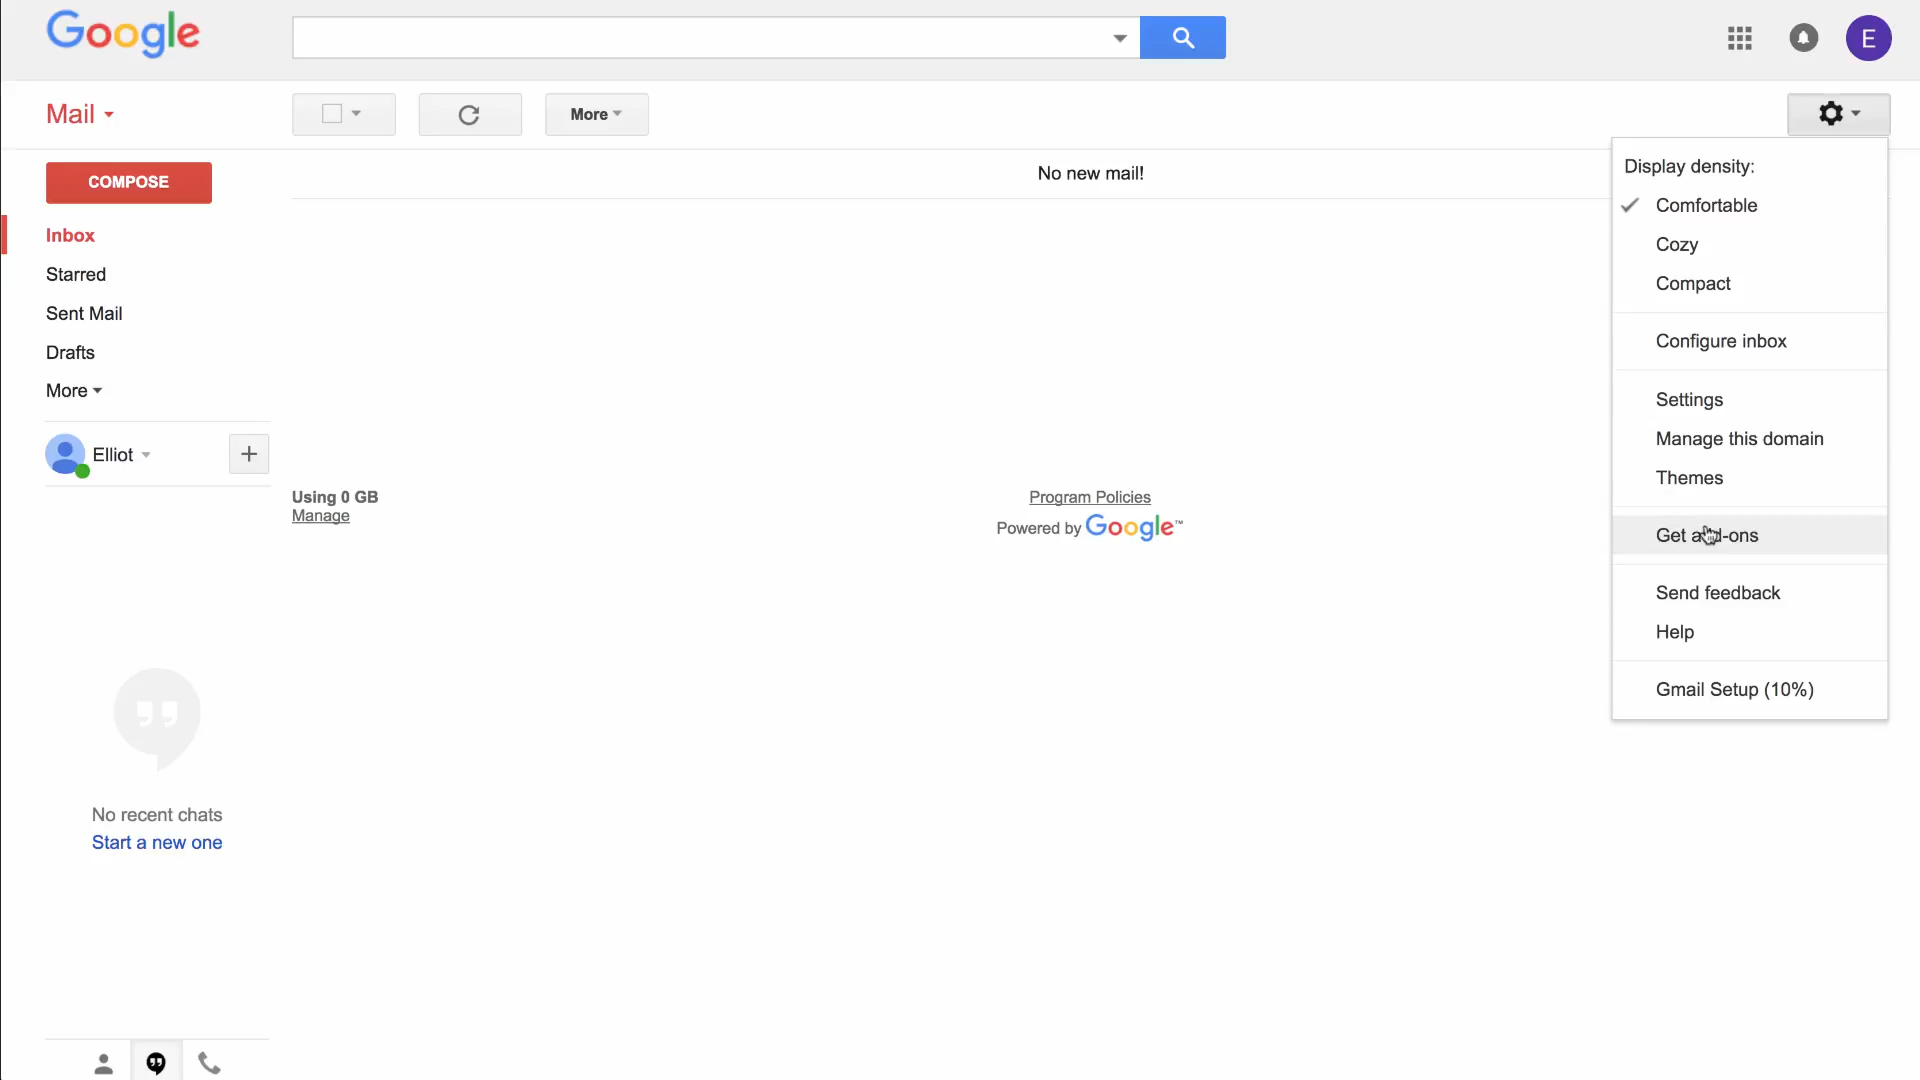 Google
E
Mail
More
COMPOSE
No new mail!
Inbox
Starred
Sent Mail
Drafts
More
Elliot
Using 0 GB
Manage
Program Policies
Powered by Google™
No recent chats
Start a new one
Display density:
Comfortable
Cozy
Compact
Configure inbox
Settings
Manage this domain
Themes
Get add-ons
Send feedback
Help
Gmail Setup (10%)